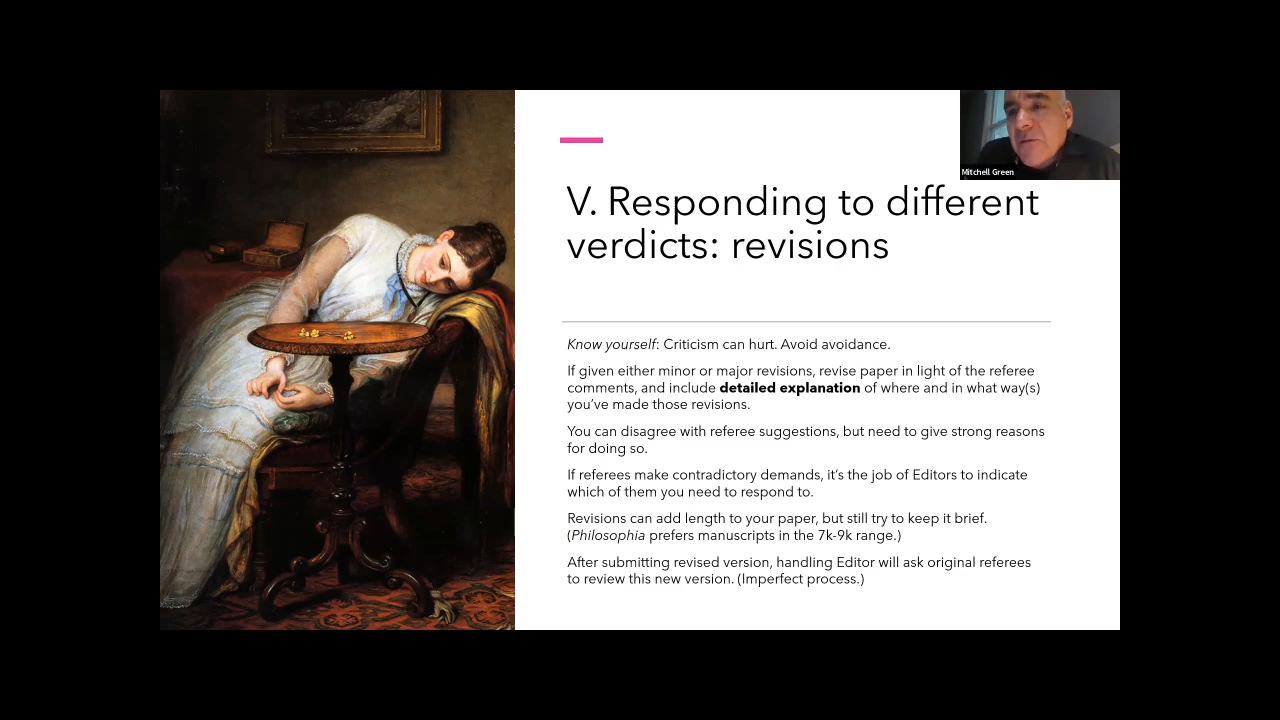 Mitchell Green
V. Responding to different
verdicts: revisions
Know yourself: Criticism can hurt. Avoid avoidance.
If given either minor or major revisions, revise paper in light of the referee
comments, and include detailed explanation of where and in what way(s)
you've made those revisions.
You can disagree with referee suggestions, but need to give strong reasons
for doing so.
If referees make contradictory demands, it's the job of Editors to indicate
which of them you need to respond to.
Revisions can add length to your paper, but still try to keep it brief.
(Philosophia prefers manuscripts in the 7k-9k range.)
After submitting revised version, handling Editor will ask original referees
to review this new version. (Imperfect process.)